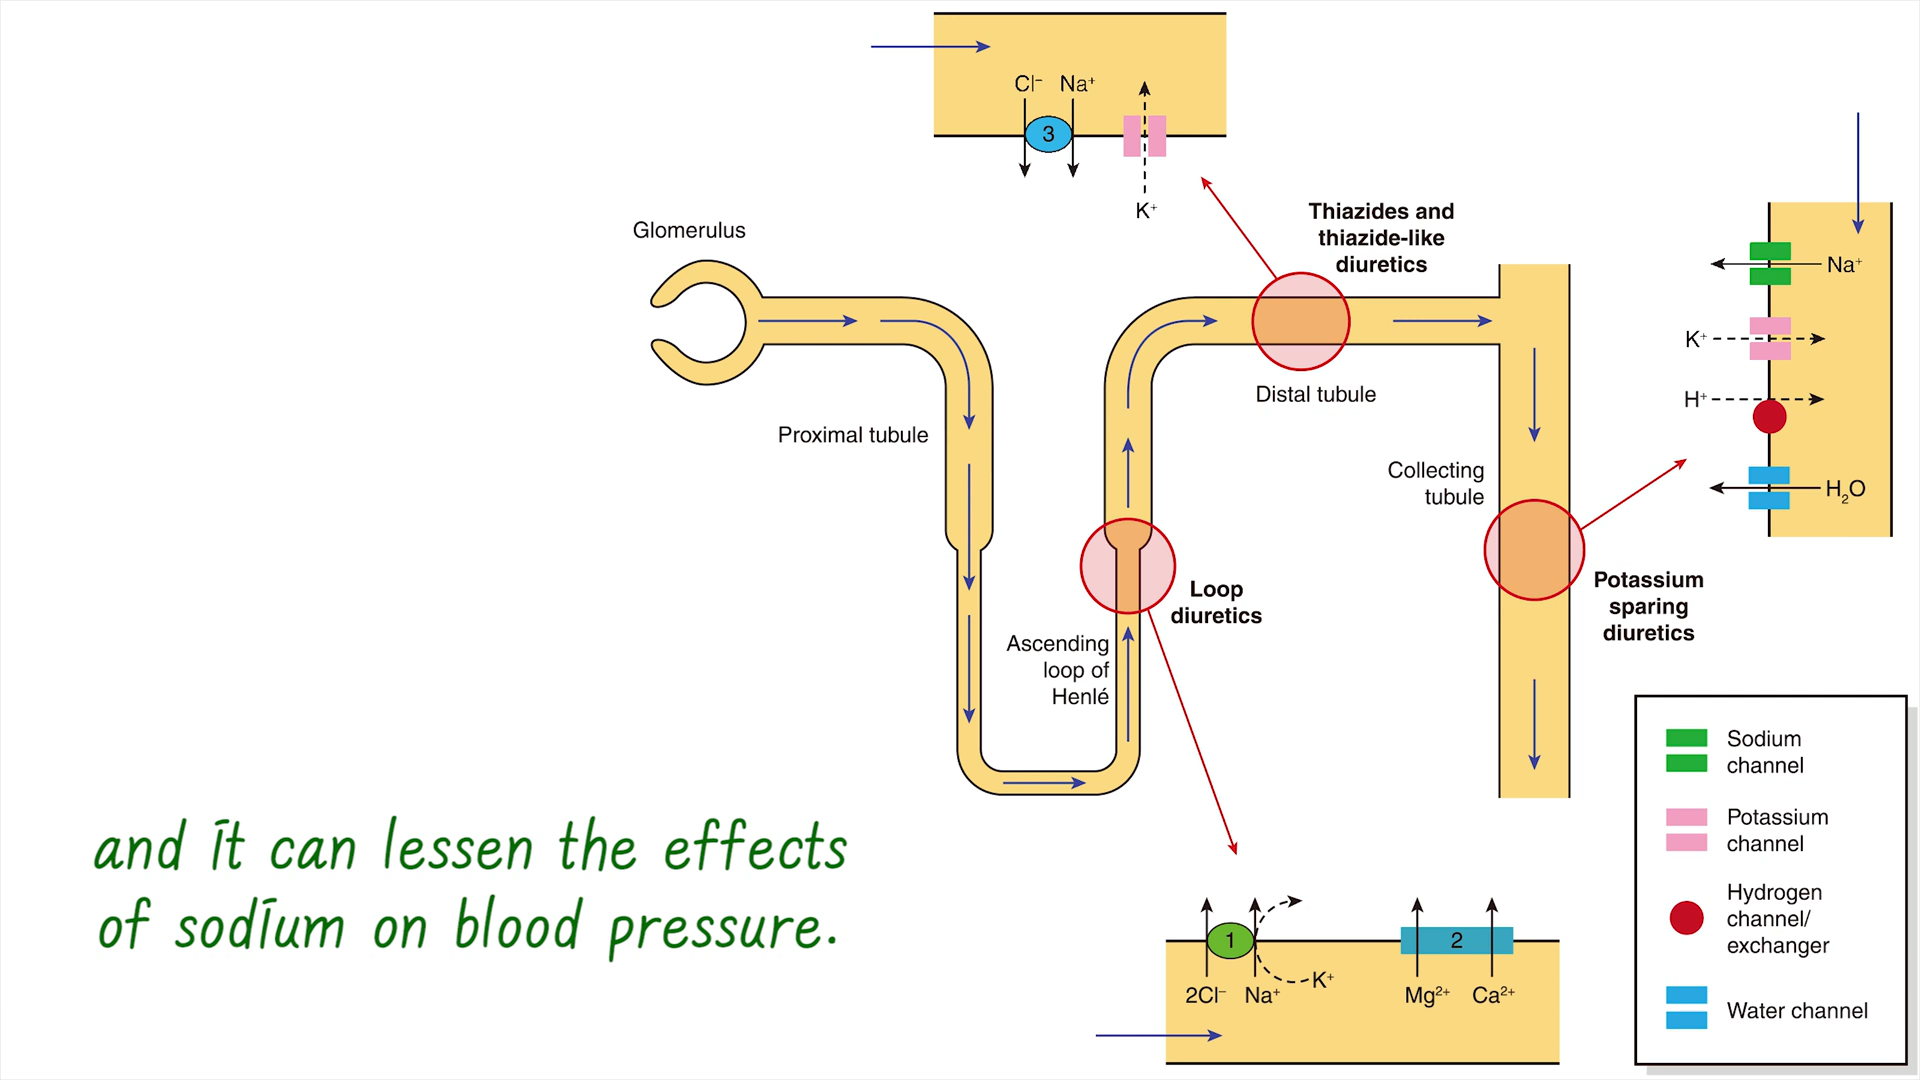 Cl⁻ Na⁺
3
K⁺
Glomerulus
Thiazides and
thiazide-like
diuretics
Distal tubule
Proximal tubule
Collecting
tubule
Loop
diuretics
Ascending
loop of
Henlé
Potassium
sparing
diuretics
Na⁺
K⁺
H⁺
H₂O
Sodium
channel
Potassium
channel
Hydrogen
channel/
exchanger
Water channel
and it can lessen the effects
of sodium on blood pressure.
1
2
2Cl⁻ Na⁺ K⁺
Mg²⁺ Ca²⁺